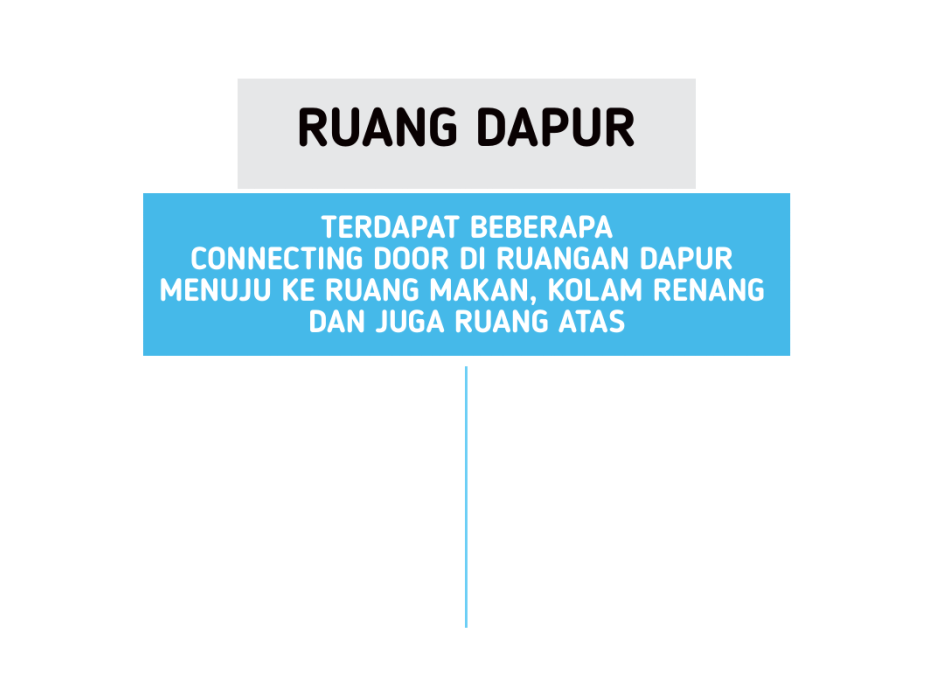 RUANG DAPUR
TERDAPAT BEBERAPA
CONNECTING DOOR DI RUANGAN DAPUR
MENUJU KE RUANG MAKAN, KOLAM RENANG
DAN JUGA RUANG ATAS